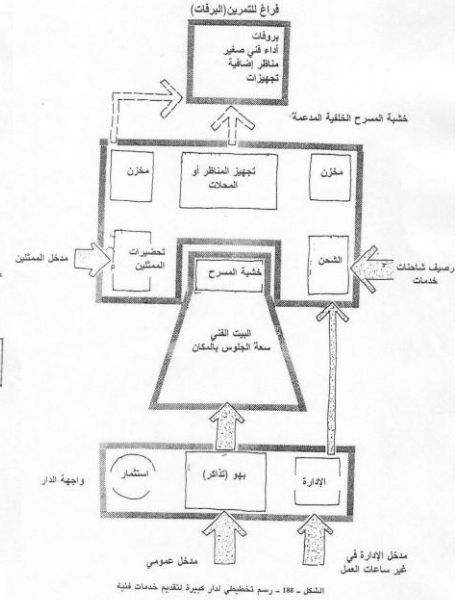 فراغ للتمرين(البرفات)
بروفات
أداء فني صغير
مناظر إضافية
تجهيزات
خشبة المسرح الخلفية المدعمة
مخزن
تجهيز المناظر أو
المحلات
مخزن
مدخل الممثلين
تحضيرات
الممثلين
خشبة المسرح
الشحن
رصيف شاحنات
خدمات
البيت الفتي
سعة الجلوس بالمكان
واجهة الدار
استثمار
بهو (تذاكر)
الإدارة
مدخل عمومي
مدخل الإدارة في
غير ساعات العمل
الشكل - 188 - رسم تخطيطي لدار كبيرة لتقديم خدمات فنية